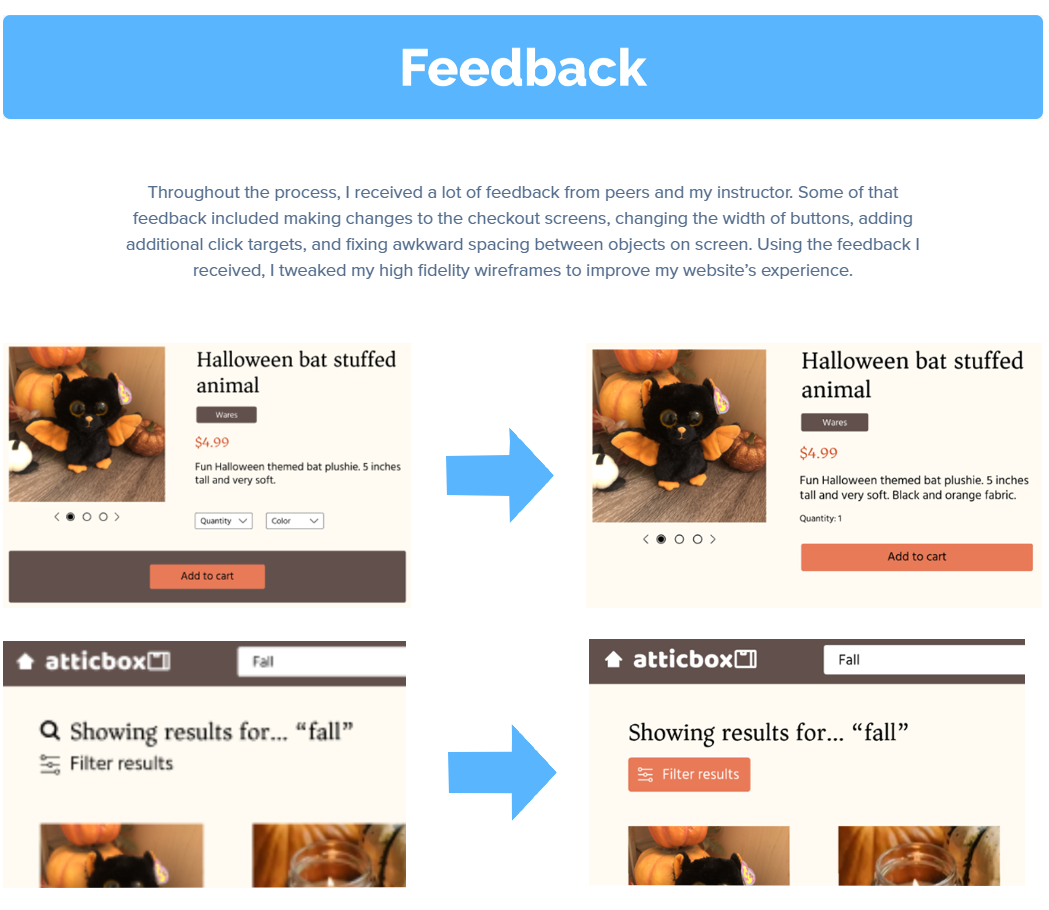 Feedback
Throughout the process, I received a lot of feedback from peers and my instructor. Some of that
feedback included making changes to the checkout screens, changing the width of buttons, adding
additional click targets, and fixing awkward spacing between objects on screen. Using the feedback I
received, I tweaked my high fidelity wireframes to improve my website’s experience.
Halloween bat stuffed
animal
Wares
$4.99
Fun Halloween themed bat plushie. 5 inches
tall and very soft.
Quantity
Color
Add to cart
Halloween bat stuffed
animal
Wares
$4.99
Fun Halloween themed bat plushie. 5 inches
tall and very soft. Black and orange fabric.
Quantity: 1
Add to cart
atticbox
Fall
Showing results for... “fall”
Filter results
atticbox
Fall
Showing results for... “fall”
Filter results